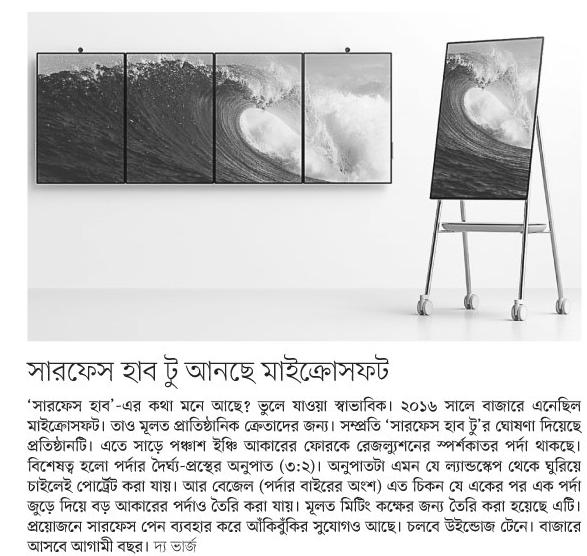 সারফেস হাব টু আনছে মাইক্রোসফট
‘সারফেস হাব’-এর কথা মনে আছে? ভুলে যাওয়া স্বাভাবিক। ২০১৬ সালে বাজারে এনেছিল
মাইক্রোসফট। তাও মূলত প্রাতিষ্ঠানিক ক্রেতাদের জন্য। সম্প্রতি ‘সারফেস হাব টু’র ঘোষণা দিয়েছে
প্রতিষ্ঠানটি। এতে সাড়ে পঞ্চাশ ইঞ্চি আকারের ফোরকে রেজল্যুশনের স্পর্শকাতর পর্দা থাকছে।
বিশেষত্ব হলো পর্দার দৈর্ঘ্য-প্রস্থের অনুপাত (৩:২)। অনুপাতটা এমন যে ল্যান্ডস্কেপ থেকে ঘুরিয়ে
চাইলেই পোর্ট্রেট করা যায়। আর বেজেল (পর্দার বাইরের অংশ) এত চিকন যে একের পর এক পর্দা
জুড়ে দিয়ে বড় আকারের পর্দাও তৈরি করা যায়। মূলত মিটিং কক্ষের জন্য তৈরি করা হয়েছে এটি।
প্রয়োজনে সারফেস পেন ব্যবহার করে আঁকিবুঁকির সুযোগও আছে। চলবে উইন্ডোজ টেনে। বাজারে
আসবে আগামী বছর। দ্য ভার্জ